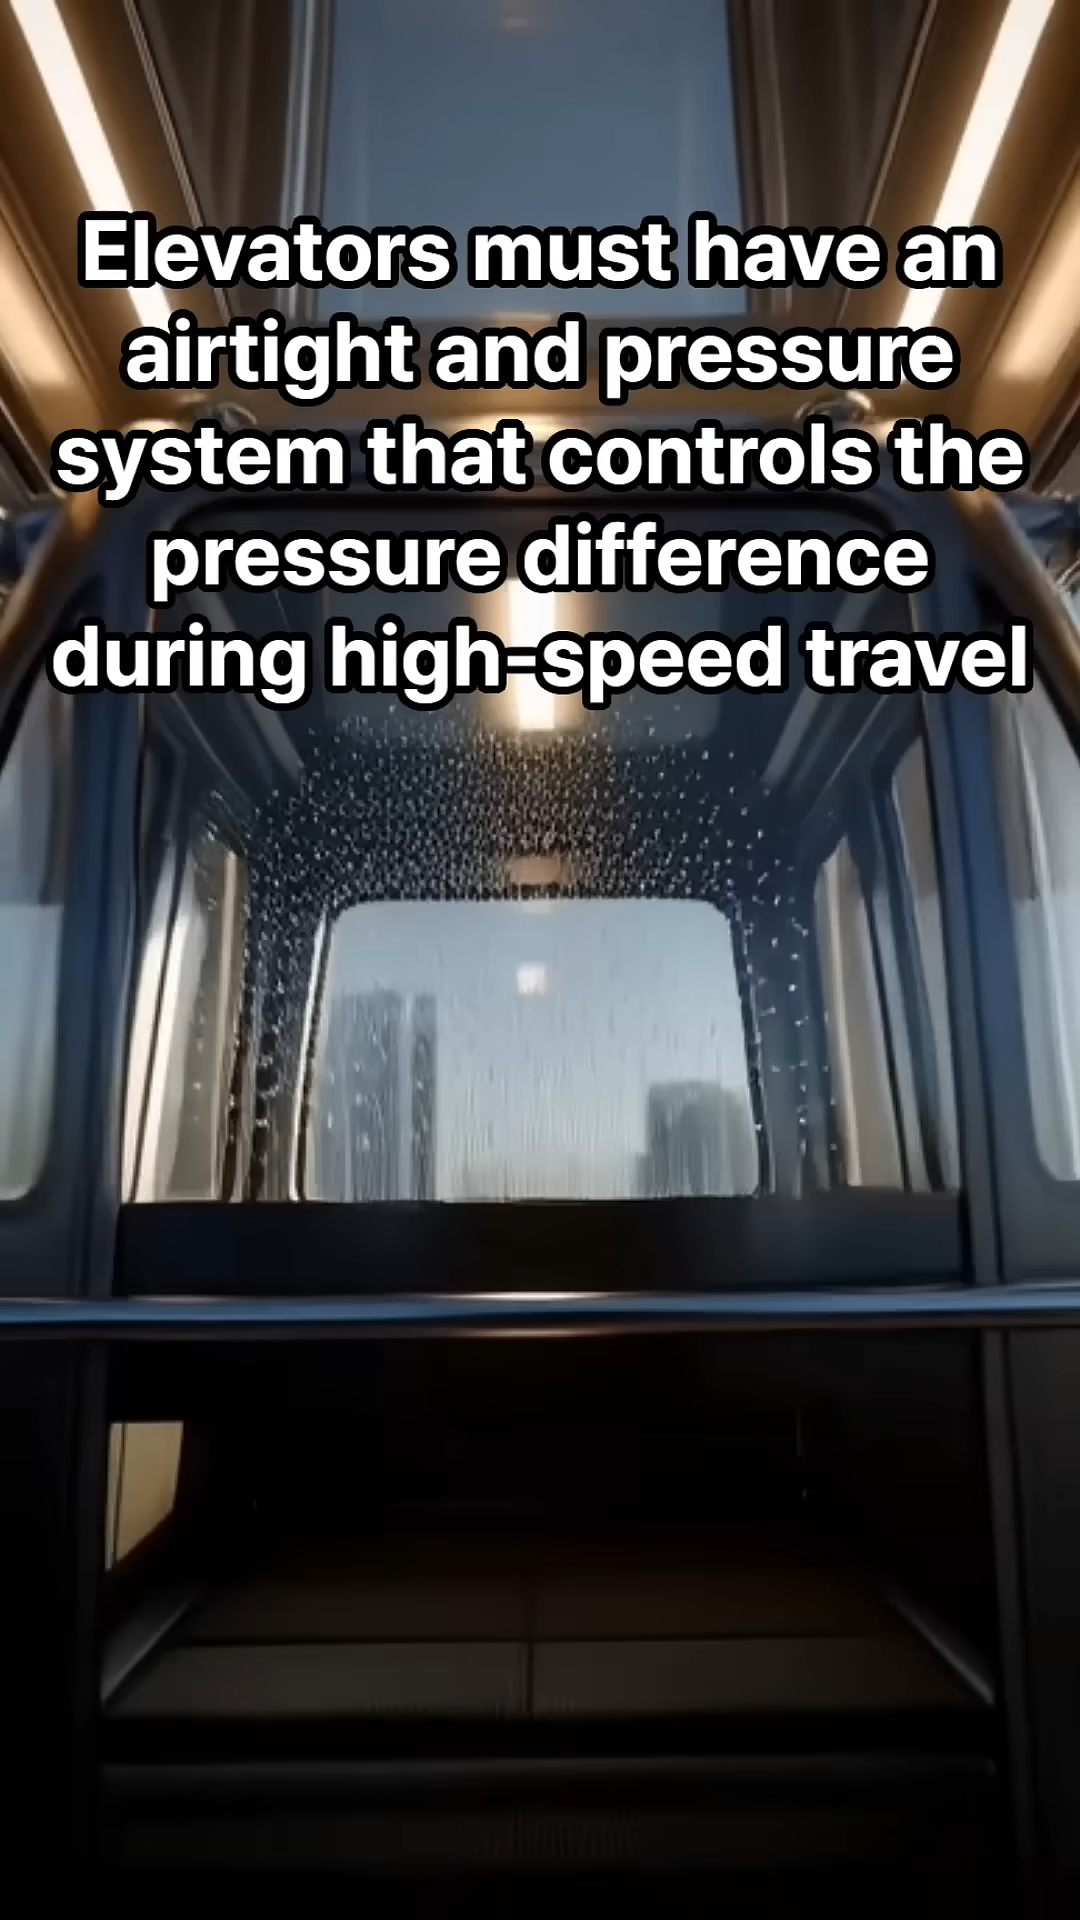 Elevators must have an
airtight and pressure
system that controls the
pressure difference
during high-speed travel